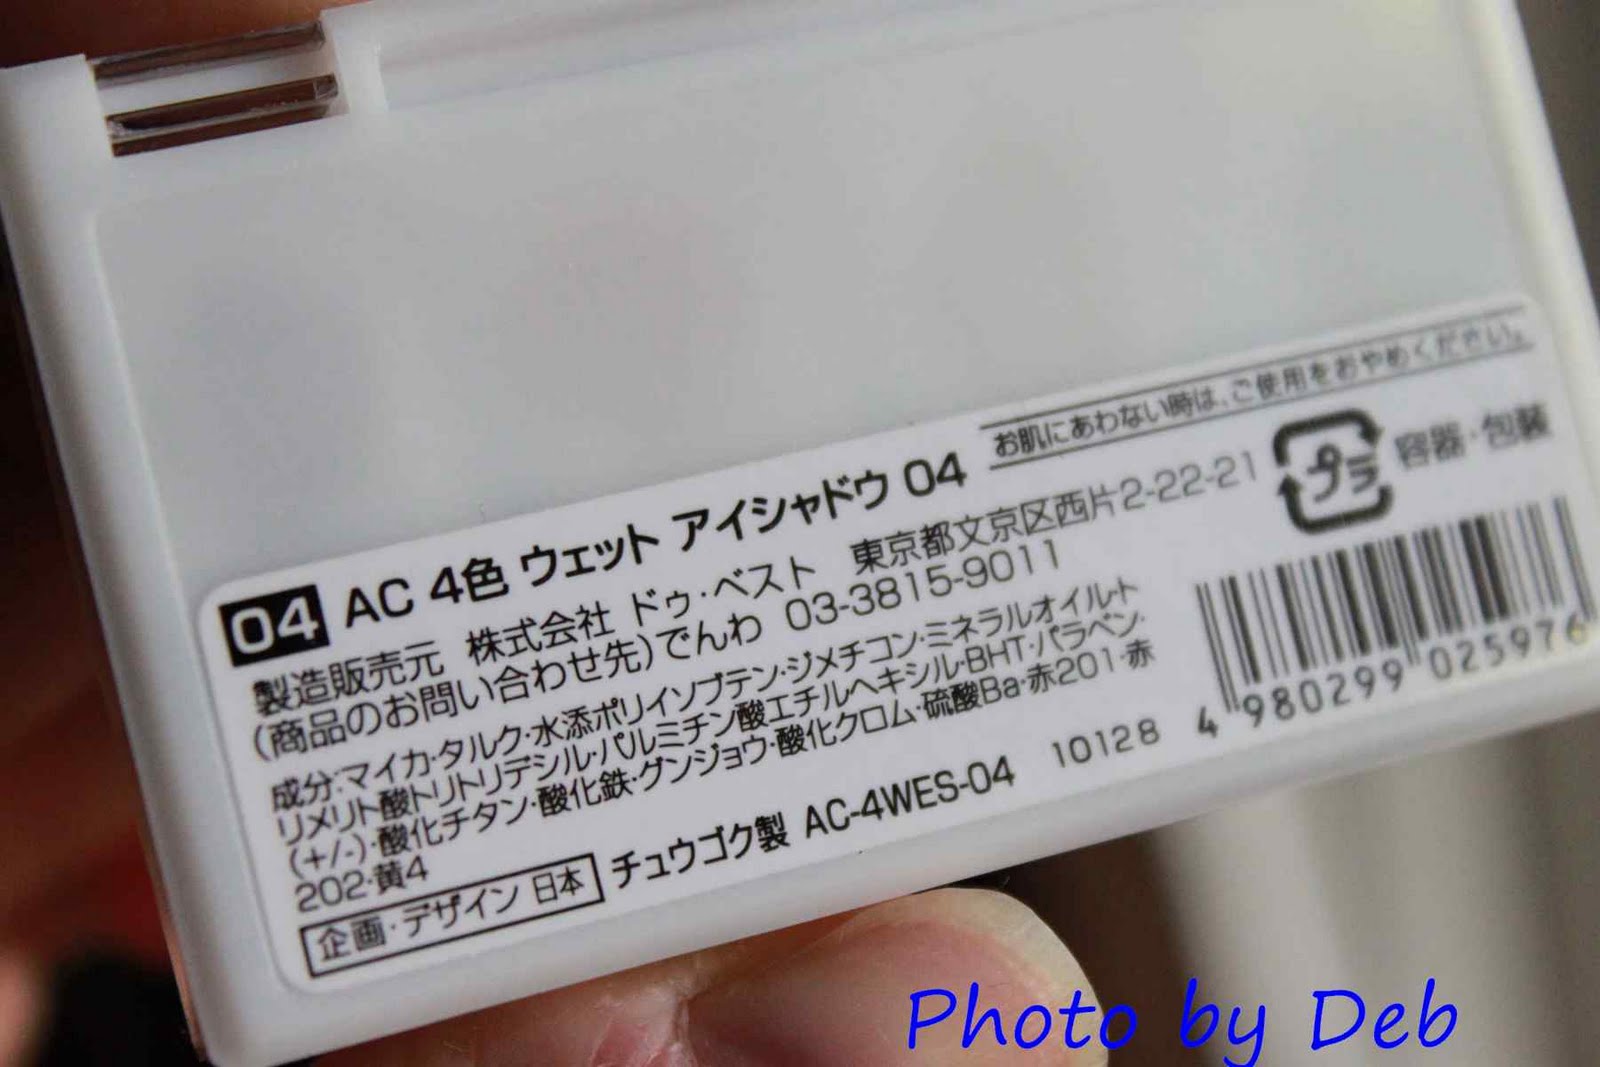 お肌にあわない時は、ご使用をおやめください。
04 AC 4色 ウェット アイシャドウ 04
製造販売元 株式会社 ドゥ・ベスト 東京都文京区西片2-22-21
(商品のお問い合わせ先)でんわ 03-3815-9011
プラ 容器・包装
成分:マイカ・タルク・水添ポリイソブテン・ジメチコン・ミネラルオイル・ト
リメリト酸トリトリデシル・パルミチン酸エチルヘキシル・BHT・パラベン・
(+/-)・酸化チタン・酸化鉄・グンジョウ・酸化クロム・硫酸Ba・赤201・赤
202・黄4
企画・デザイン 日本 チュウゴク製 AC-4WES-04 10128
4 980299 025976
Photo by Deb